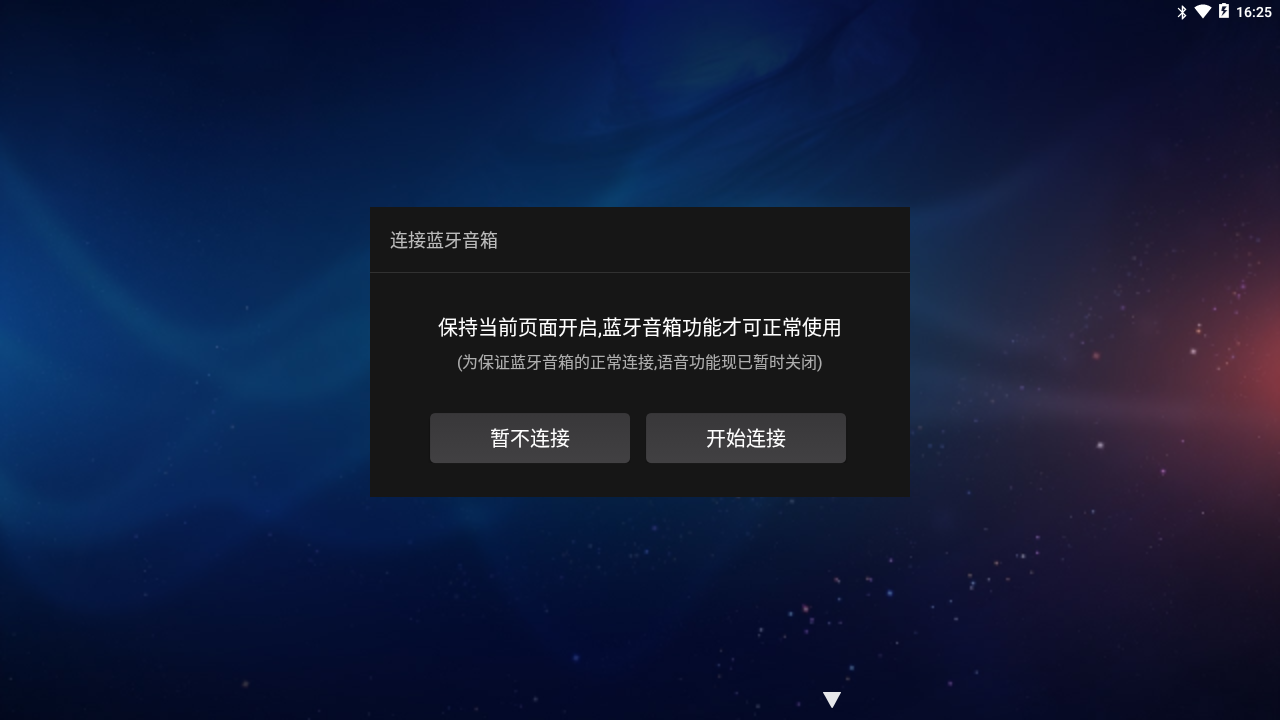 16:25
连接蓝牙音箱
保持当前页面开启,蓝牙音箱功能才可正常使用
(为保证蓝牙音箱的正常连接,语音功能现已暂时关闭)
暂不连接
开始连接